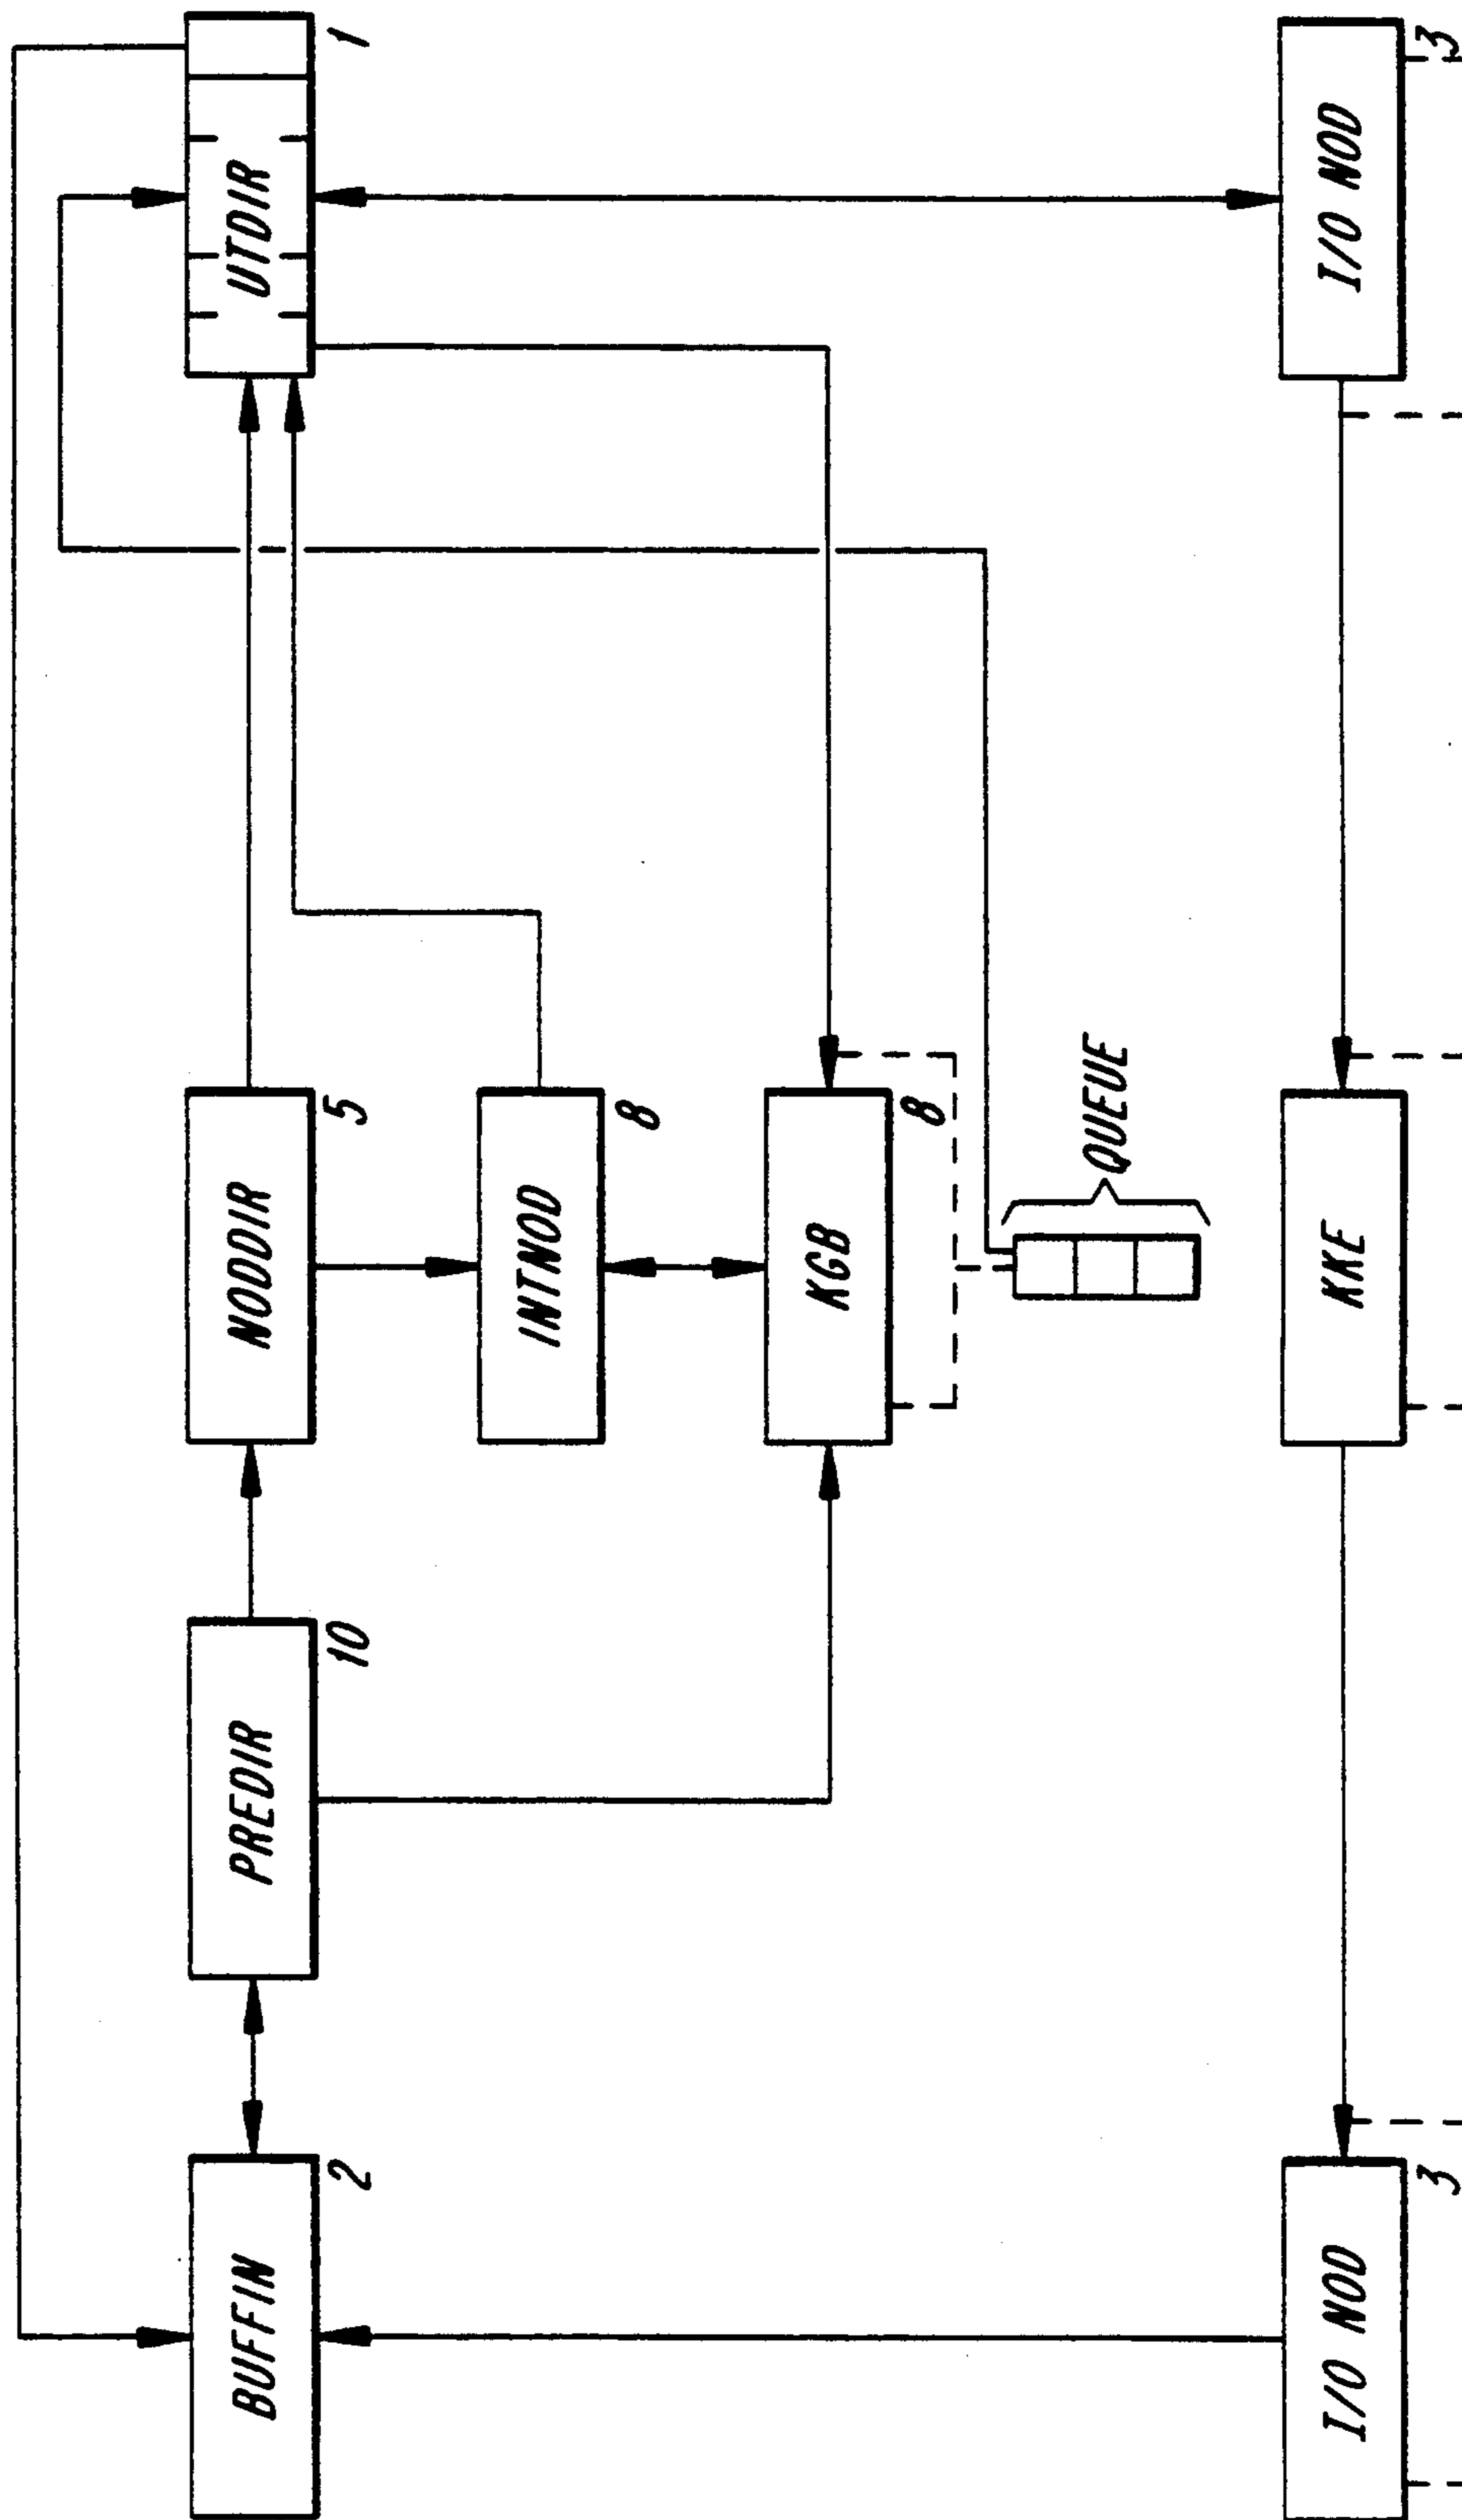 BUFFIN
2
PREDIR
10
NODDIR
5
UTDIR
1
INTNOD
8
KGB
8
QUEUE
I/O NOD
3
KKE
I/O NOD
3